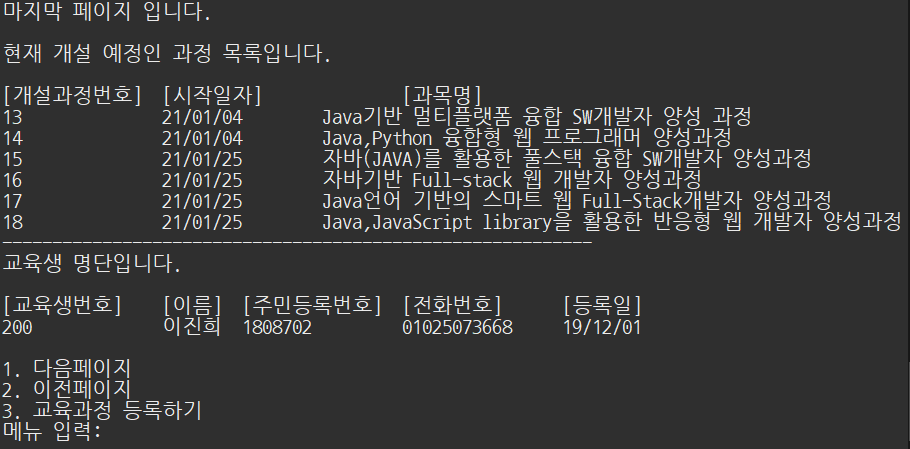 마지막 페이지 입니다.
현재 개설 예정인 과정 목록입니다.
[개설과정번호] [시작일자] [과목명]
13 21/01/04 Java기반 멀티플랫폼 융합 SW개발자 양성 과정
14 21/01/04 Java,Python 융합형 웹 프로그래머 양성과정
15 21/01/25 자바(JAVA)를 활용한 풀스택 융합 SW개발자 양성과정
16 21/01/25 자바기반 Full-stack 웹 개발자 양성과정
17 21/01/25 Java언어 기반의 스마트 웹 Full-Stack개발자 양성과정
18 21/01/25 Java,JavaScript library을 활용한 반응형 웹 개발자 양성과정
___________________________________________________________
교육생 명단입니다.
[교육생번호] [이름] [주민등록번호] [전화번호] [등록일]
200 이진희 1808702 01025073668 19/12/01
1. 다음페이지
2. 이전페이지
3. 교육과정 등록하기
메뉴 입력: